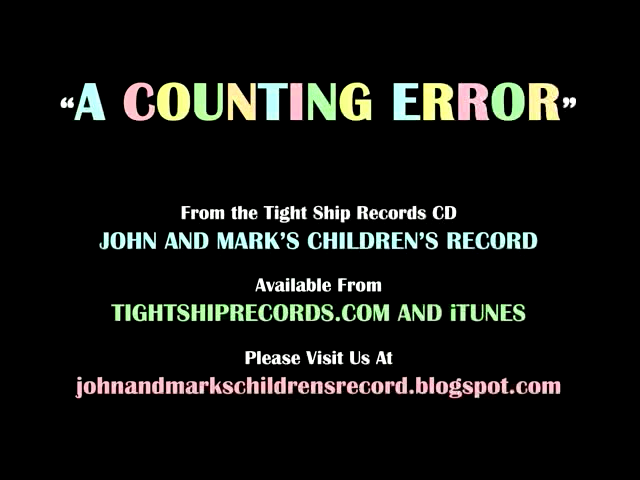 “A COUNTING ERROR”
From the Tight Ship Records CD
JOHN AND MARK’S CHILDREN’S RECORD
Available From
TIGHTSHIPRECORDS.COM AND iTUNES
Please Visit Us At
johnandmarkschildrensrecord.blogspot.com